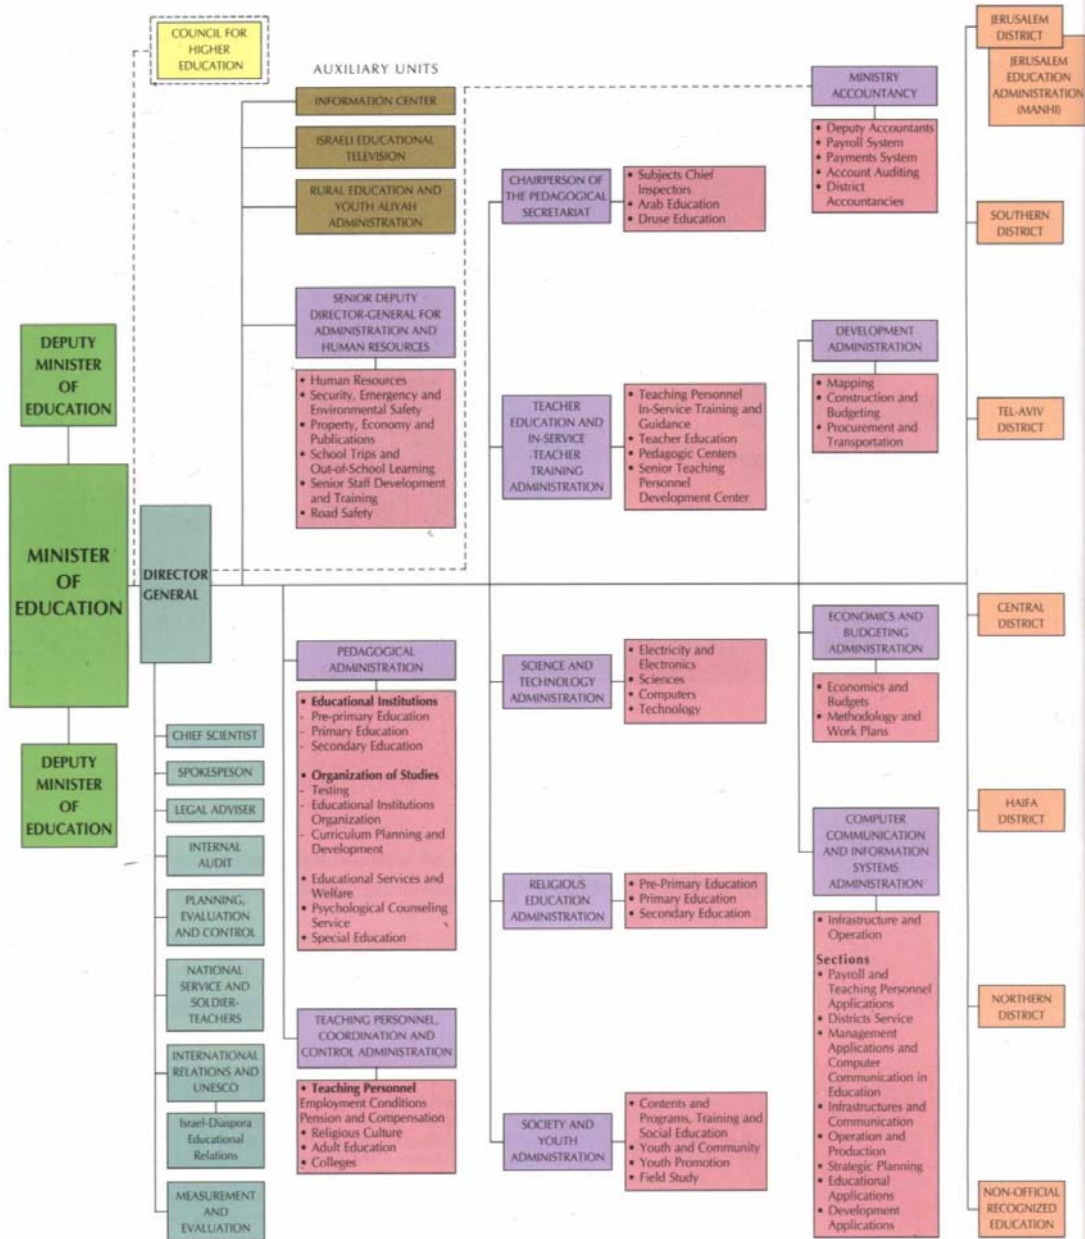 COUNCIL FOR
HIGHER
EDUCATION
AUXILIARY UNITS
INFORMATION CENTER
ISRAELI EDUCATIONAL
TELEVISION
RURAL EDUCATION AND
YOUTH ALIYAH
ADMINISTRATION
SENIOR DEPUTY
DIRECTOR-GENERAL FOR
ADMINISTRATION AND
HUMAN RESOURCES
• Human Resources
• Security, Emergency and
Environmental Safety
• Property, Economy and
Publications
• School Trips and
Out-of-School Learning
• Senior Staff Development
and Training
• Road Safety
DEPUTY
MINISTER
OF
EDUCATION
MINISTER
OF
EDUCATION
DEPUTY
MINISTER
OF
EDUCATION
DIRECTOR
GENERAL
CHIEF SCIENTIST
SPOKESPESON
LEGAL ADVISER
INTERNAL
AUDIT
PLANNING,
EVALUATION
AND CONTROL
NATIONAL
SERVICE AND
SOLDIER-
TEACHERS
INTERNATIONAL
RELATIONS AND
UNESCO
Israel-Diaspora
Educational
Relations
MEASUREMENT
AND
EVALUATION
PEDAGOGICAL
ADMINISTRATION
• Educational Institutions
- Pre-primary Education
- Primary Education
- Secondary Education
• Organization of Studies
- Testing
- Educational Institutions
Organization
- Curriculum Planning and
Development
• Educational Services and
Welfare
• Psychological Counseling
Service
• Special Education
TEACHING PERSONNEL,
COORDINATION AND
CONTROL ADMINISTRATION
• Teaching Personnel
Employment Conditions
Pension and Compensation
• Religious Culture
• Adult Education
• Colleges
CHAIRPERSON OF
THE PEDAGOGICAL
SECRETARIAT
• Subjects Chief
Inspectors
• Arab Education
• Druse Education
TEACHER
EDUCATION AND
IN-SERVICE
-TEACHER
TRAINING
ADMINISTRATION
• Teaching Personnel
In-Service Training and
Guidance
• Teacher Education
• Pedagogic Centers
• Senior Teaching
Personnel
Development Center
SCIENCE AND
TECHNOLOGY
ADMINISTRATION
• Electricity and
Electronics
• Sciences
• Computers
• Technology
RELIGIOUS
EDUCATION
ADMINISTRATION
• Pre-Primary Education
• Primary Education
• Secondary Education
SOCIETY AND
YOUTH
ADMINISTRATION
• Contents and
Programs, Training and
Social Education
• Youth and Community
• Youth Promotion
• Field Study
MINISTRY
ACCOUNTANCY
• Deputy Accountants
• Payroll System
• Payments System
• Account Auditing
• District
Accountancies
DEVELOPMENT
ADMINISTRATION
• Mapping
• Construction and
Budgeting
• Procurement and
Transportation
ECONOMICS AND
BUDGETING
ADMINISTRATION
• Economics and
Budgets
• Methodology and
Work Plans
COMPUTER
COMMUNICATION
AND INFORMATION
SYSTEMS
ADMINISTRATION
• Infrastructure and
Operation
Sections
• Payroll and
Teaching Personnel
Applications
• Districts Service
• Management
Applications and
Computer
Communication in
Education
• Infrastructures and
Communication
• Operation and
Production
• Strategic Planning
• Educational
Applications
• Development
Applications
JERUSALEM
DISTRICT
JERUSALEM
EDUCATION
ADMINISTRATION
(MANHI)
SOUTHERN
DISTRICT
TEL-AVIV
DISTRICT
CENTRAL
DISTRICT
HAIFA
DISTRICT
NORTHERN
DISTRICT
NON-OFFICIAL
RECOGNIZED
EDUCATION